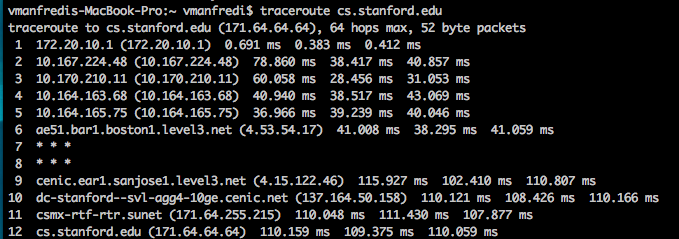 vmanfredis-MacBook-Pro:~ vmanfredi$ traceroute cs.stanford.edu
traceroute to cs.stanford.edu (171.64.64.64), 64 hops max, 52 byte packets
1 172.20.10.1 (172.20.10.1) 0.691 ms 0.383 ms 0.412 ms
2 10.167.224.48 (10.167.224.48) 78.860 ms 38.417 ms 40.857 ms
3 10.170.210.11 (10.170.210.11) 60.058 ms 28.456 ms 31.053 ms
4 10.164.163.68 (10.164.163.68) 40.940 ms 38.517 ms 43.069 ms
5 10.164.165.75 (10.164.165.75) 36.966 ms 39.239 ms 40.046 ms
6 ae51.bar1.boston1.level3.net (4.53.54.17) 41.008 ms 38.295 ms 41.059 ms
7 * * *
8 * * *
9 cenic.ear1.sanjose1.level3.net (4.15.122.46) 115.927 ms 102.410 ms 110.807 ms
10 dc-stanford--svl-agg4-10ge.cenic.net (137.164.50.158) 110.121 ms 108.426 ms 110.166 ms
11 csmx-rtf-rtr.sunet (171.64.255.215) 110.048 ms 111.430 ms 107.877 ms
12 cs.stanford.edu (171.64.64.64) 110.159 ms 109.375 ms 110.059 ms